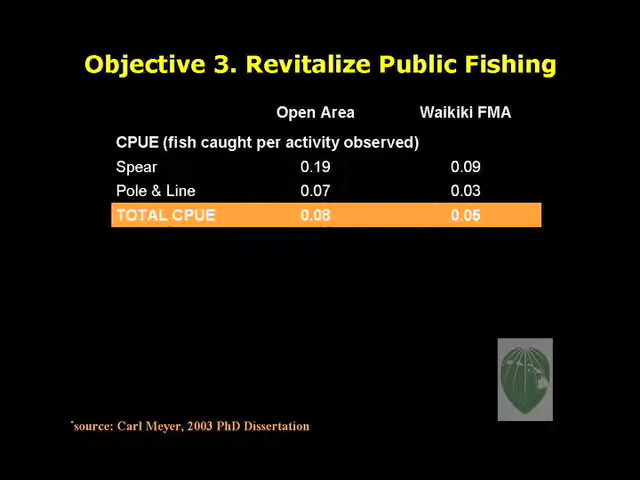 Objective 3. Revitalize Public Fishing
Open Area Waikiki FMA
CPUE (fish caught per activity observed)
Spear 0.19 0.09
Pole & Line 0.07 0.03
TOTAL CPUE 0.08 0.05
*source: Carl Meyer, 2003 PhD Dissertation